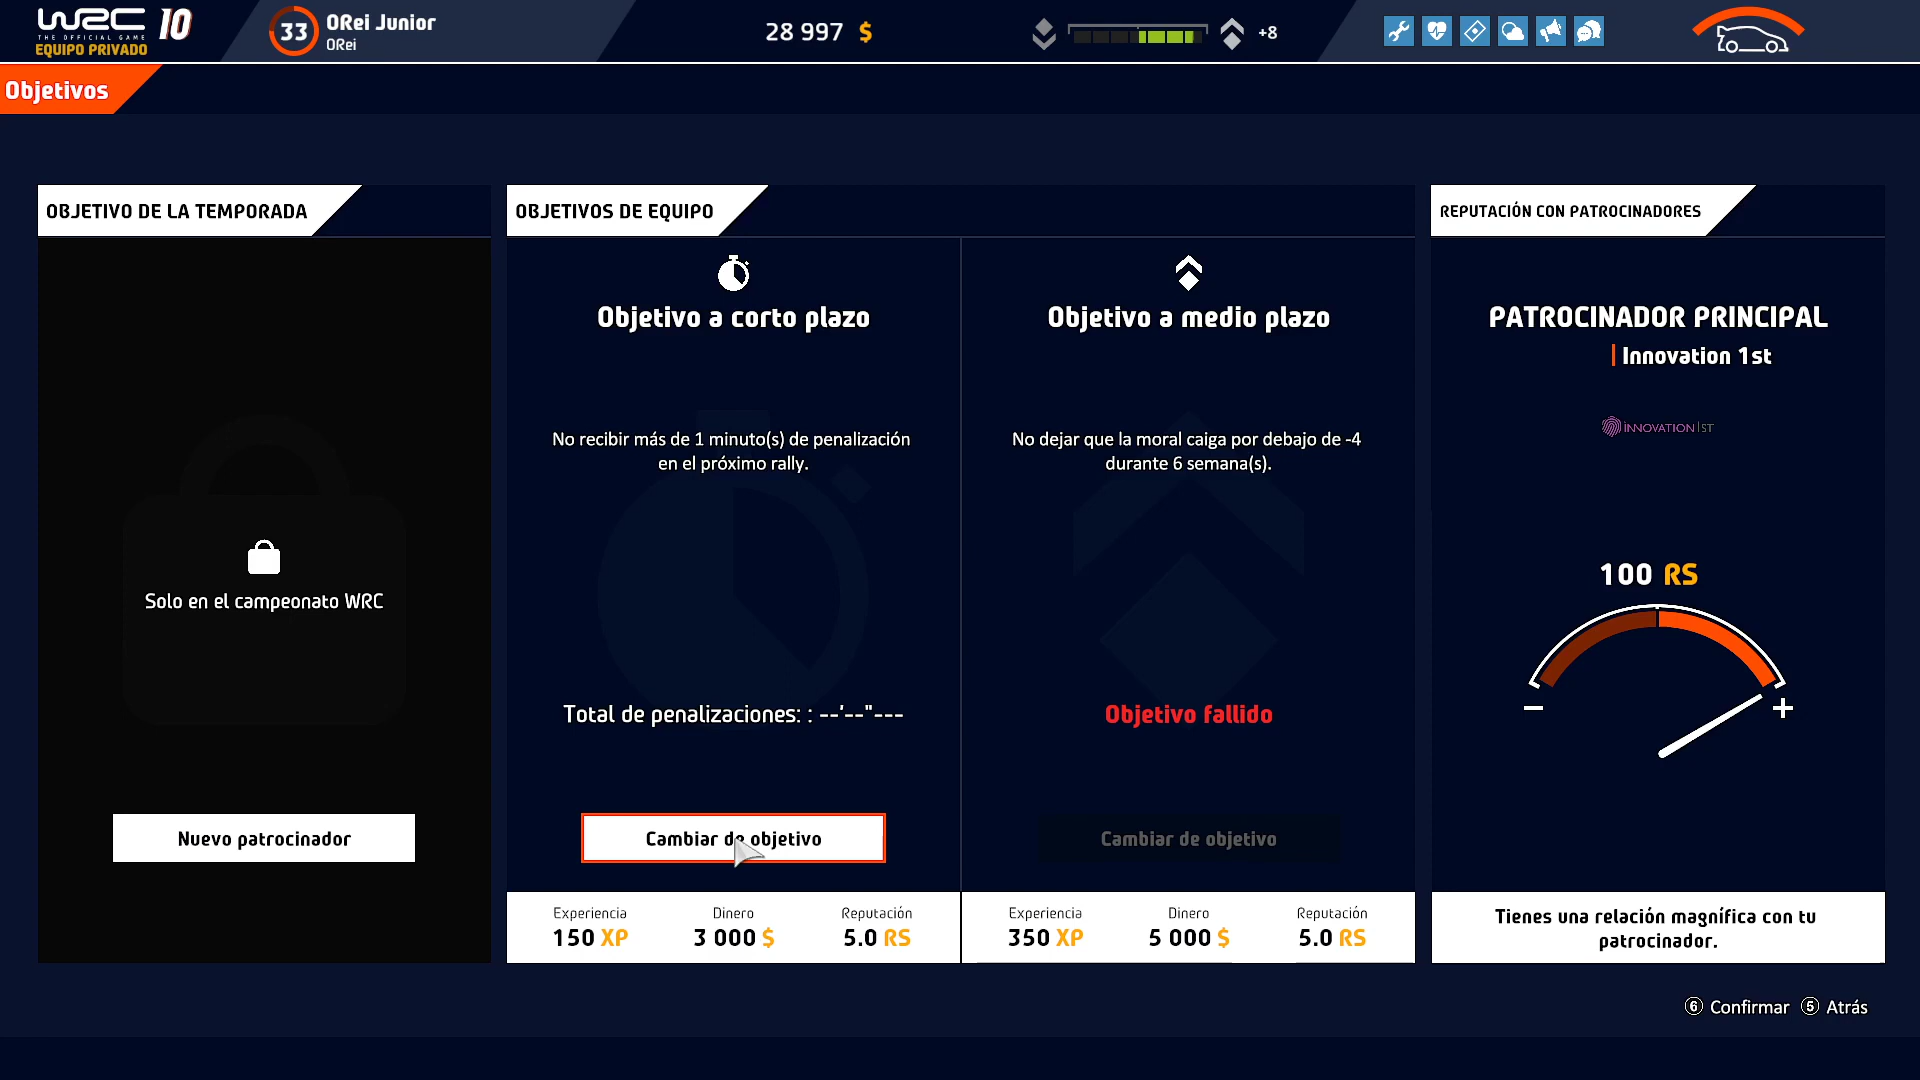 WRC 10
THE OFFICIAL GAME
EQUIPO PRIVADO
33
ORei Junior
ORei
28 997 $
+8
Objetivos
OBJETIVO DE LA TEMPORADA
Solo en el campeonato WRC
Nuevo patrocinador
OBJETIVOS DE EQUIPO
Objetivo a corto plazo
No recibir más de 1 minuto(s) de penalización
en el próximo rally.
Total de penalizaciones: : --'--"---
Cambiar de objetivo
Experiencia Dinero Reputación
150 XP 3 000 $ 5.0 RS
Objetivo a medio plazo
No dejar que la moral caiga por debajo de -4
durante 6 semana(s).
Objetivo fallido
Cambiar de objetivo
Experiencia Dinero Reputación
350 XP 5 000 $ 5.0 RS
REPUTACIÓN CON PATROCINADORES
PATROCINADOR PRINCIPAL
Innovation 1st
INNOVATION|1ST
100 RS
− +
Tienes una relación magnífica con tu
patrocinador.
6 Confirmar 5 Atrás